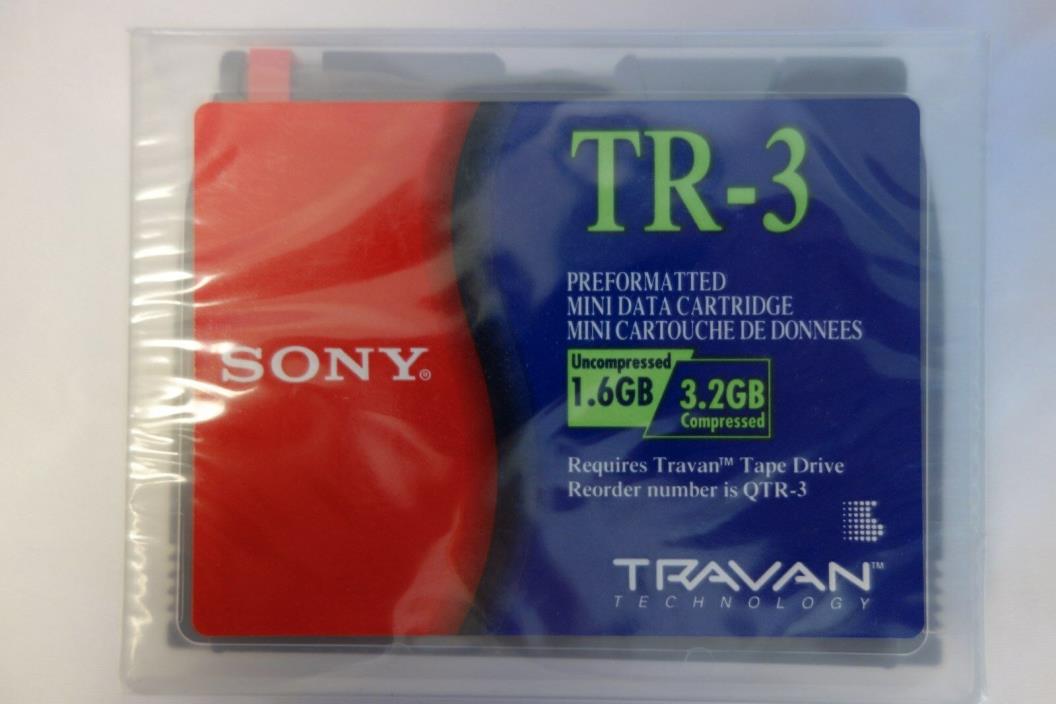 SONY®
TR-3
PREFORMATTED
MINI DATA CARTRIDGE
MINI CARTOUCHE DE DONNEES
Uncompressed
1.6GB
3.2GB
Compressed
Requires Travan™ Tape Drive
Reorder number is QTR-3
TRAVAN™
TECHNOLOGY